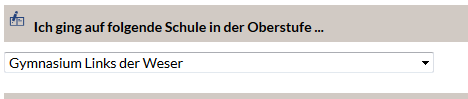 Ich ging auf folgende Schule in der Oberstufe ...
Gymnasium Links der Weser